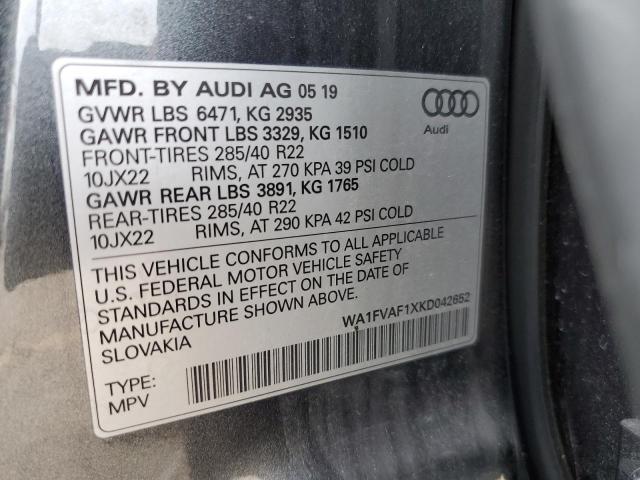 MFD. BY AUDI AG 05 19
GVWR LBS 6471, KG 2935
GAWR FRONT LBS 3329, KG 1510
FRONT-TIRES 285/40 R22
10JX22 RIMS, AT 270 KPA 39 PSI COLD
GAWR REAR LBS 3891, KG 1765
REAR-TIRES 285/40 R22
10JX22 RIMS, AT 290 KPA 42 PSI COLD
Audi
THIS VEHICLE CONFORMS TO ALL APPLICABLE
U.S. FEDERAL MOTOR VEHICLE SAFETY
STANDARDS IN EFFECT ON THE DATE OF
MANUFACTURE SHOWN ABOVE.
SLOVAKIA
WA1FVAF1XKD042652
TYPE:
MPV